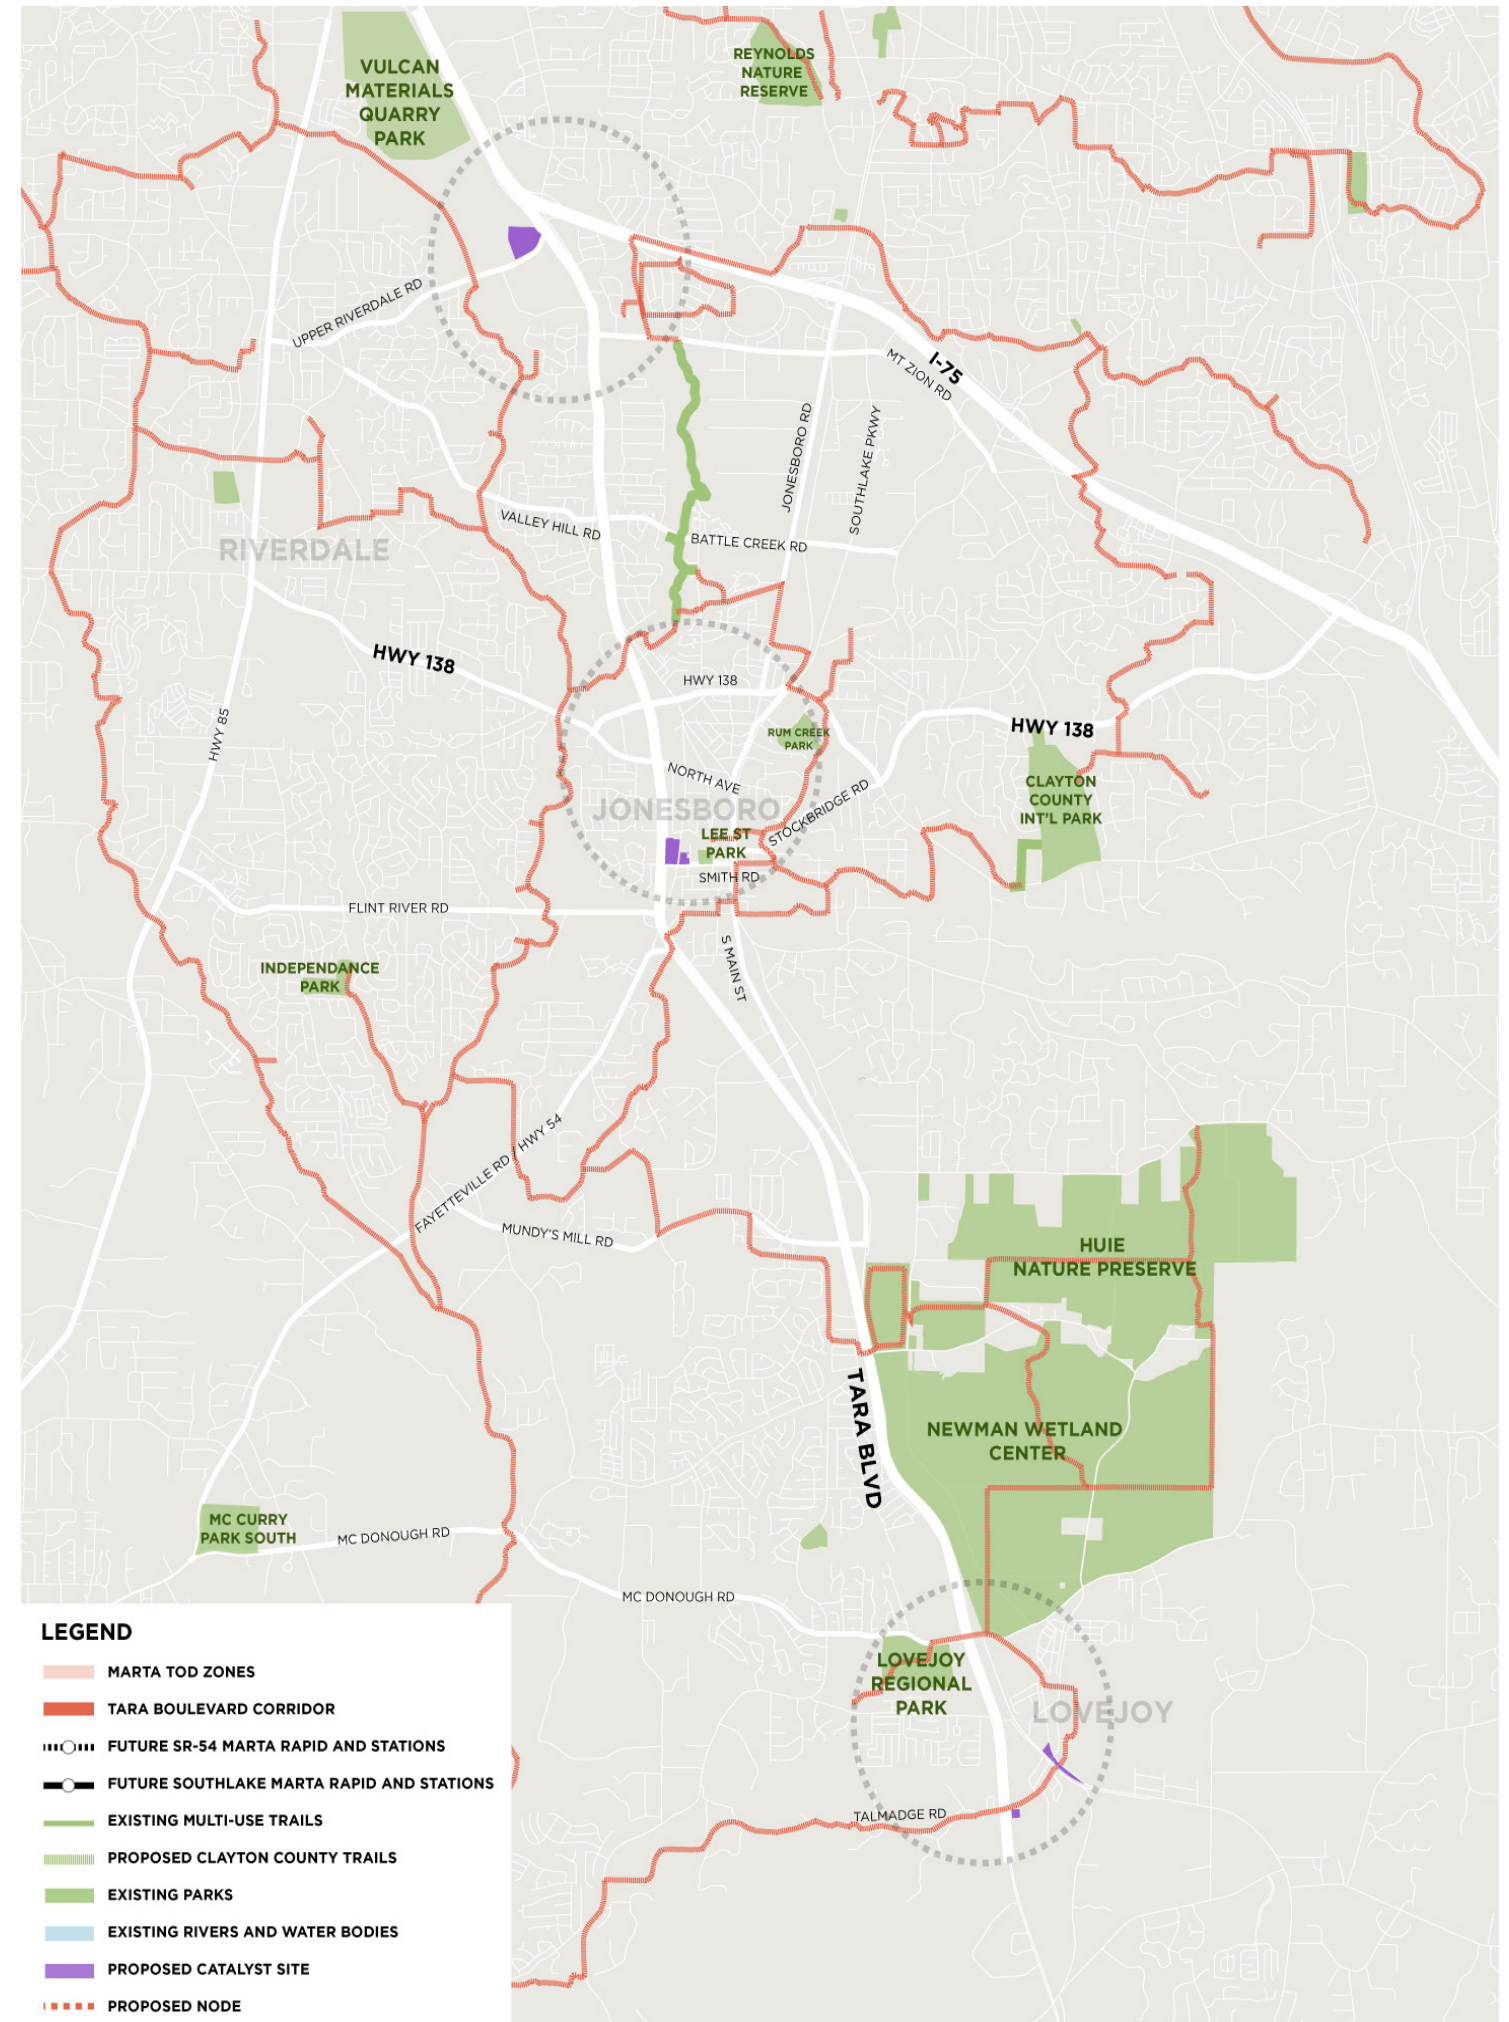 VULCAN
MATERIALS
QUARRY
PARK
REYNOLDS
NATURE
RESERVE
UPPER RIVERDALE RD
I-75
MT ZION RD
JONESBORO RD
SOUTHLAKE PKWY
VALLEY HILL RD
BATTLE CREEK RD
RIVERDALE
HWY 138
HWY 138
HWY 85
RUM CREEK
PARK
HWY 138
NORTH AVE
JONESBORO
CLAYTON
COUNTY
INT'L PARK
STOCKBRIDGE RD
LEE ST
PARK
SMITH RD
FLINT RIVER RD
S MAIN ST
INDEPENDANCE
PARK
FAYETTEVILLE RD / HWY 54
MUNDY'S MILL RD
HUIE
NATURE PRESERVE
TARA BLVD
NEWMAN WETLAND
CENTER
MC CURRY
PARK SOUTH
MC DONOUGH RD
MC DONOUGH RD
LOVEJOY
REGIONAL
PARK
LOVEJOY
TALMADGE RD
LEGEND
MARTA TOD ZONES
TARA BOULEVARD CORRIDOR
FUTURE SR-54 MARTA RAPID AND STATIONS
FUTURE SOUTHLAKE MARTA RAPID AND STATIONS
EXISTING MULTI-USE TRAILS
PROPOSED CLAYTON COUNTY TRAILS
EXISTING PARKS
EXISTING RIVERS AND WATER BODIES
PROPOSED CATALYST SITE
PROPOSED NODE